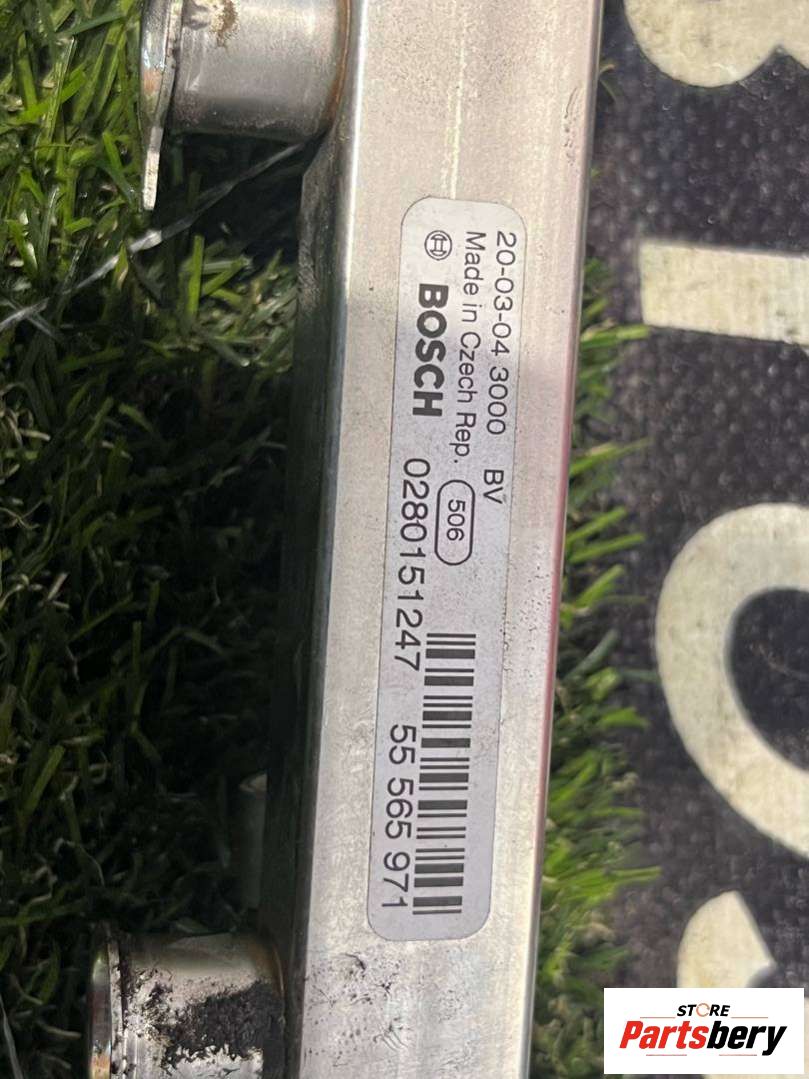 20-03-04 3000 BV
Made in Czech Rep. 506
BOSCH 0280151247 55 565 971
STORE
Partsbery